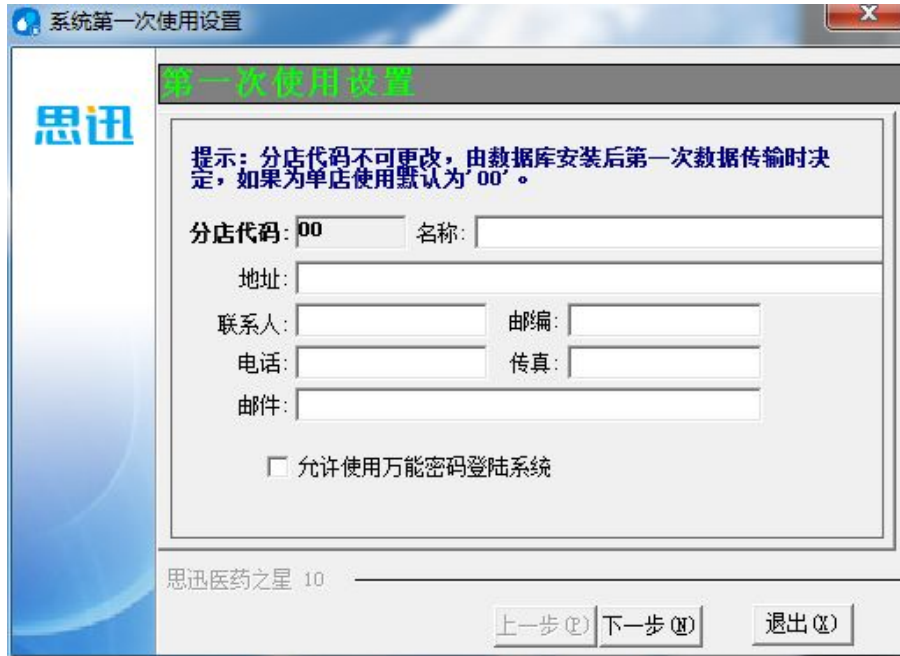 系统第一次使用设置
思迅
第一次使用设置
提示：分店代码不可更改，由数据库安装后第一次数据传输时决
定，如果为单店使用默认为'00'。
分店代码: 00 名称:
地址:
联系人: 邮编:
电话: 传真:
邮件:
允许使用万能密码登陆系统
思迅医药之星 10
上一步(P) 下一步(N) 退出(X)